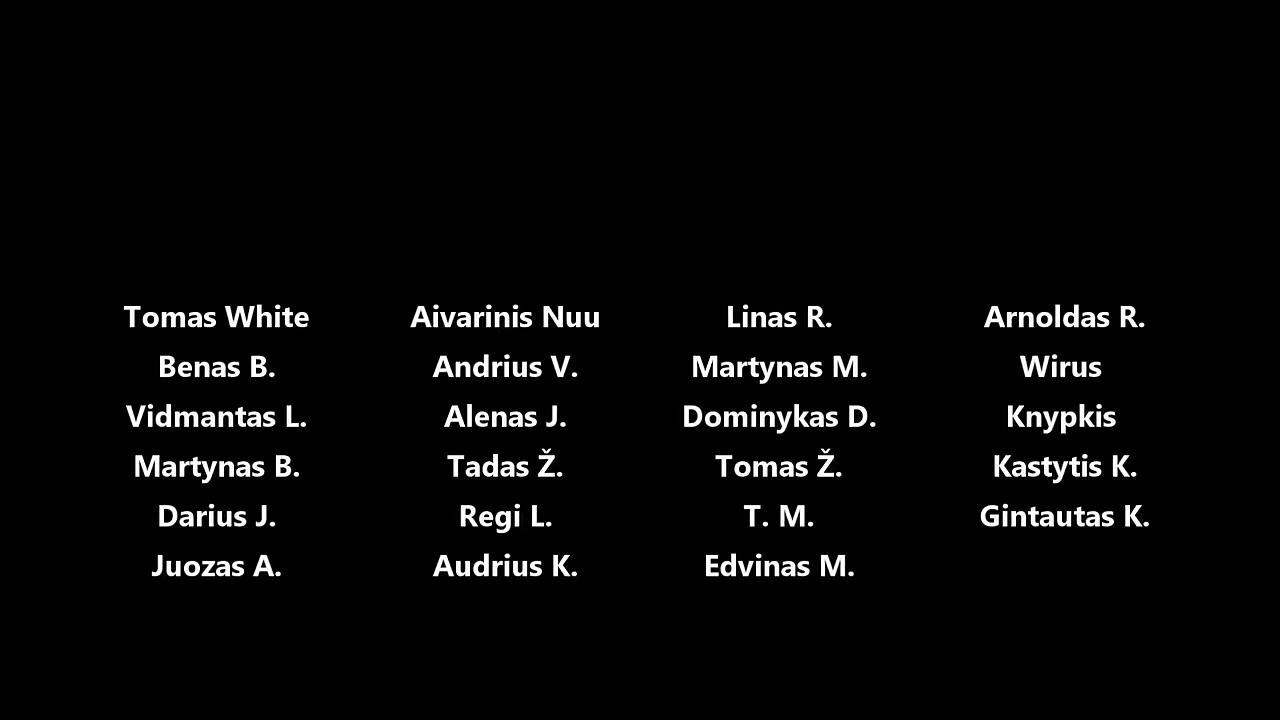 Tomas White Aivarinis Nuu Linas R. Arnoldas R.
Benas B. Andrius V. Martynas M. Wirus
Vidmantas L. Alenas J. Dominykas D. Knypkis
Martynas B. Tadas Ž. Tomas Ž. Kastytis K.
Darius J. Regi L. T. M. Gintautas K.
Juozas A. Audrius K. Edvinas M.